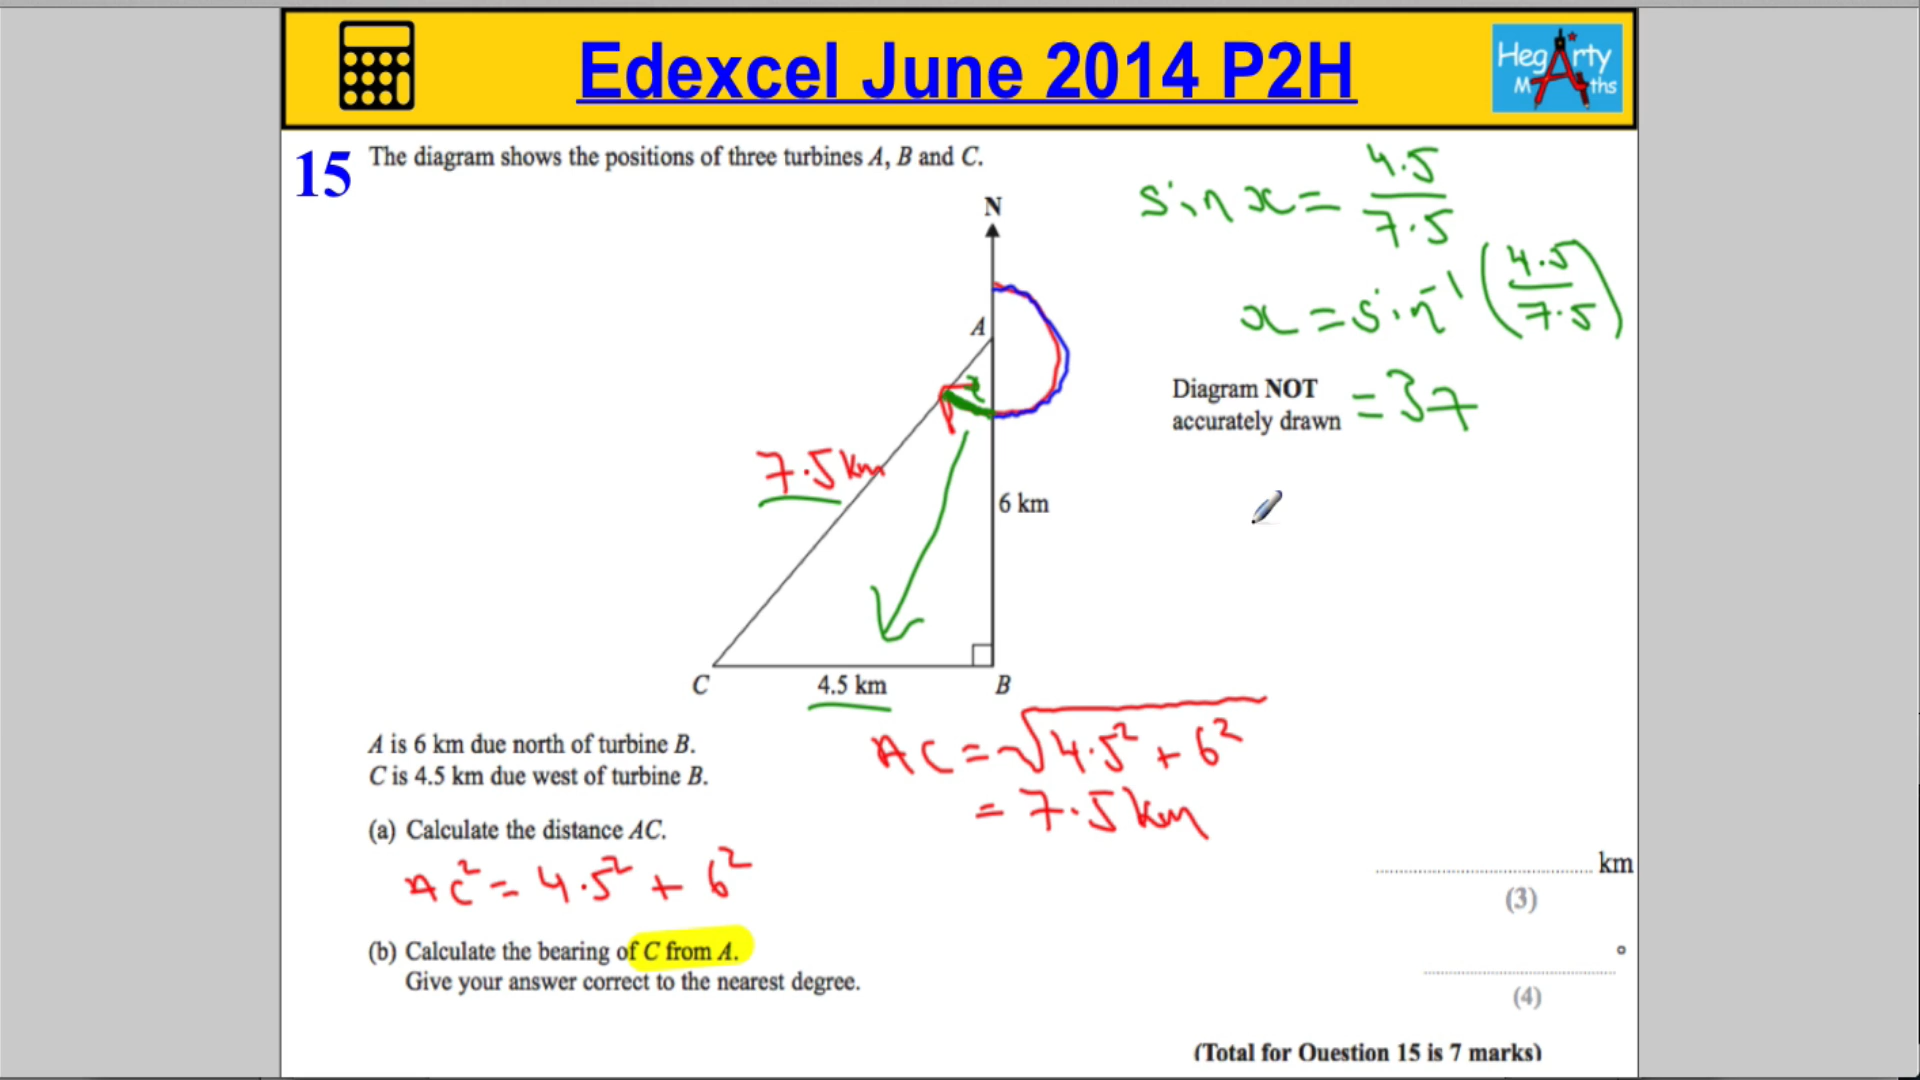 Edexcel June 2014 P2H
Hegarty
Maths
15 The diagram shows the positions of three turbines A, B and C.
sin x = 4.5/7.5
N
x = sin⁻¹ (4.5/7.5)
A
x
Diagram NOT
accurately drawn
= 37
7.5 km
6 km
C
4.5 km
B
A is 6 km due north of turbine B.
C is 4.5 km due west of turbine B.
AC = √4.5² + 6²
= 7.5 km
(a) Calculate the distance AC.
AC² = 4.5² + 6²
km
(3)
(b) Calculate the bearing of C from A.
Give your answer correct to the nearest degree.
°
(4)
(Total for Question 15 is 7 marks)